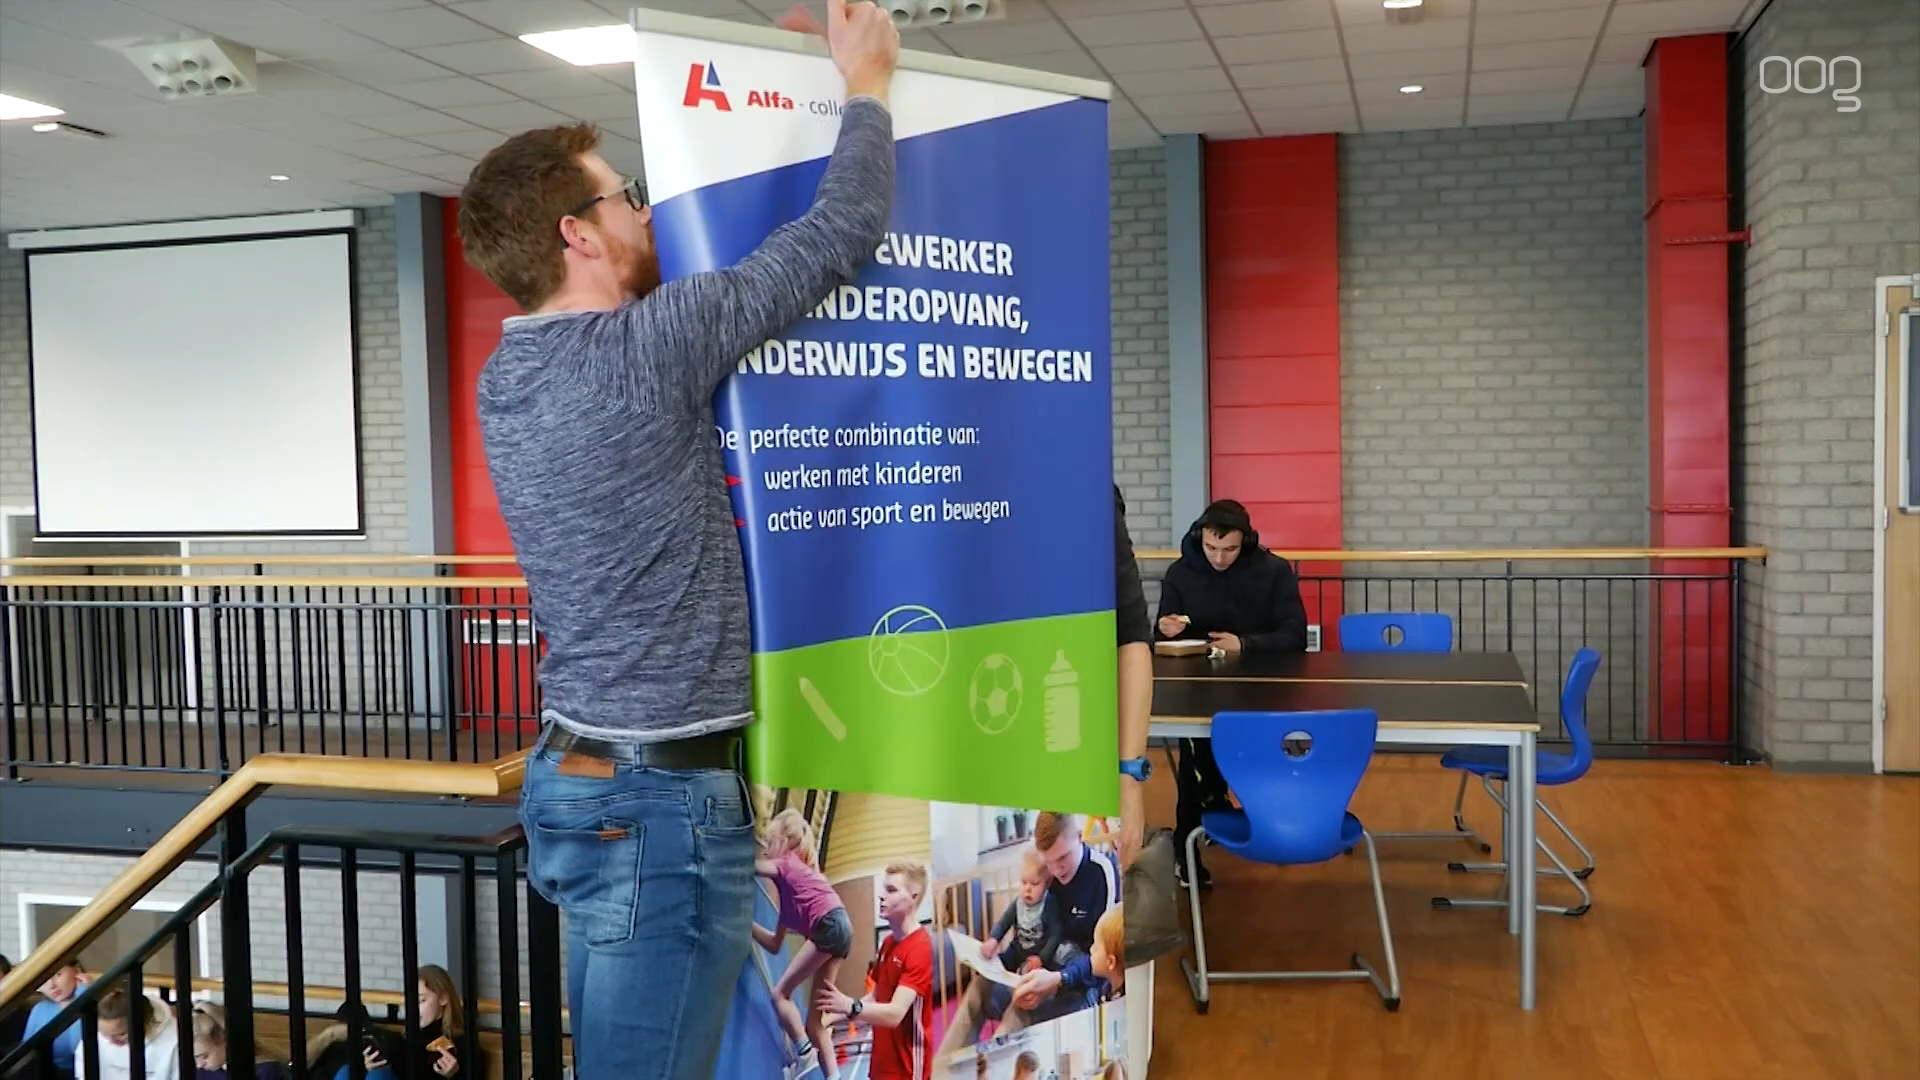 Alfa - colle
EWERKER
INDEROPVANG,
NDERWIJS EN BEWEGEN
De perfecte combinatie van:
werken met kinderen
actie van sport en bewegen
oog